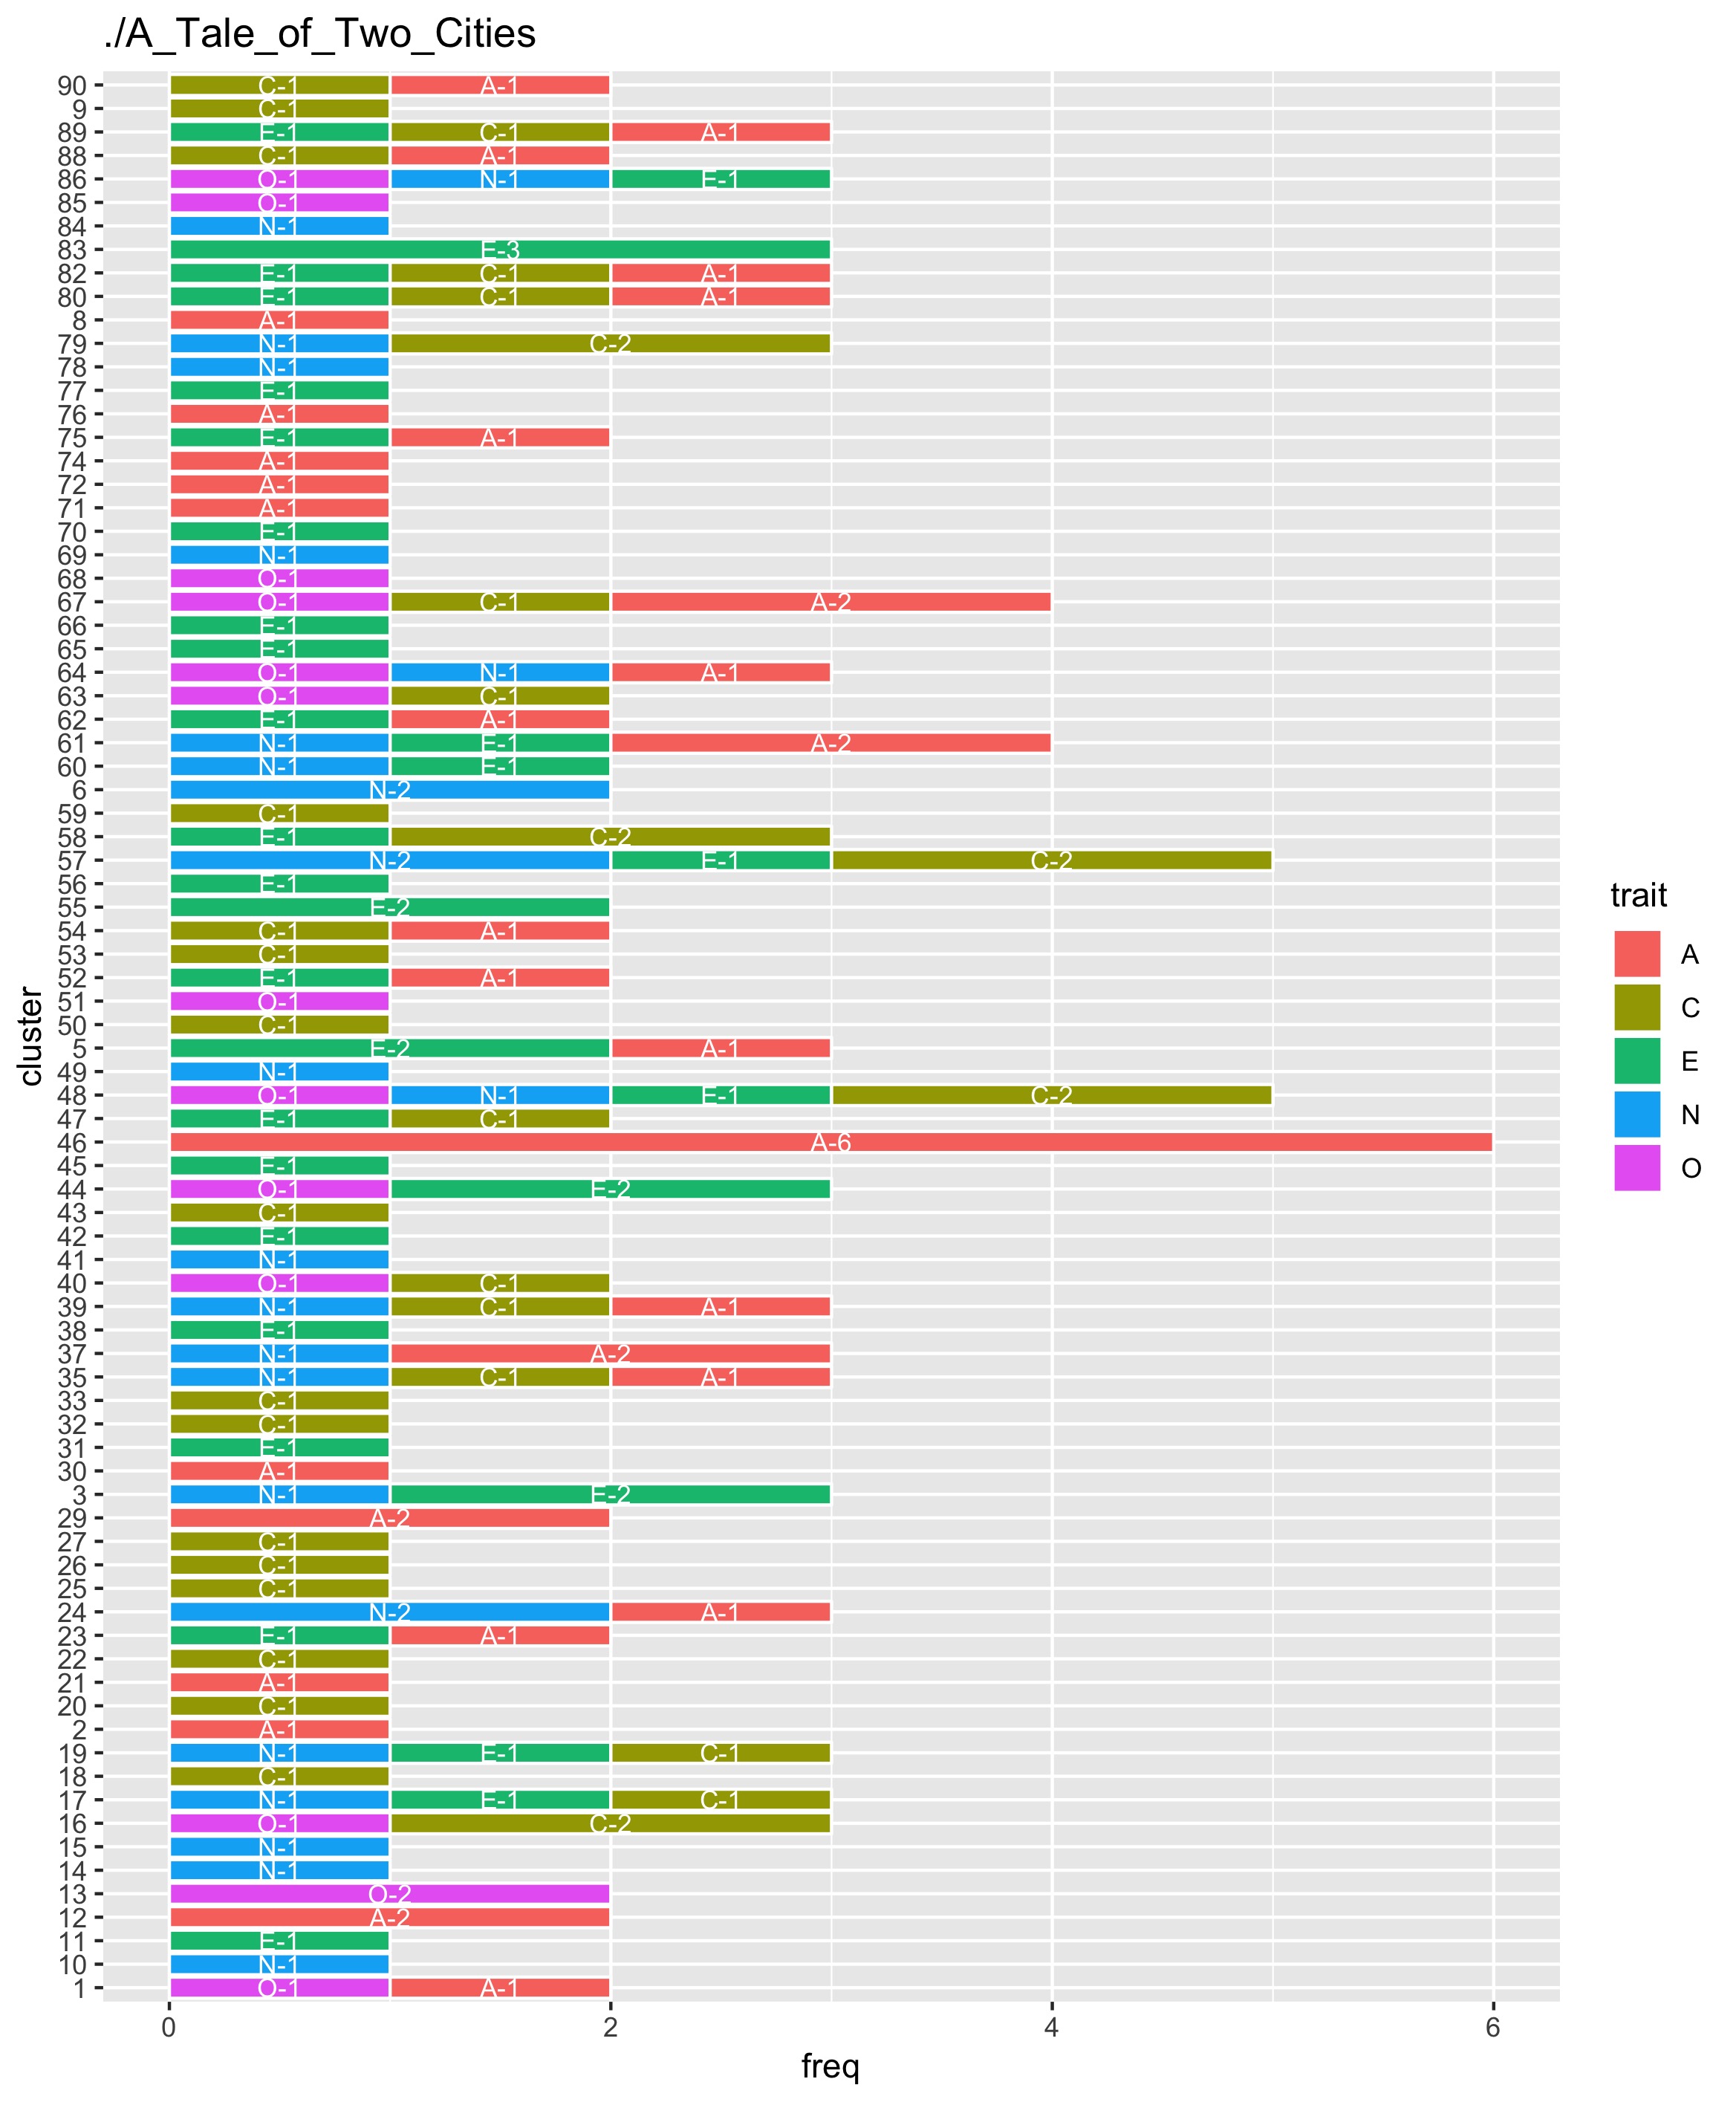 ./A_Tale_of_Two_Cities
90 C-1 A-1
9 C-1
89 E-1 C-1 A-1
88 C-1 A-1
86 O-1 N-1 E-1
85 O-1
84 N-1
83 E-3
82 E-1 C-1 A-1
80 E-1 C-1 A-1
8 A-1
79 N-1 C-2
78 N-1
77 E-1
76 A-1
75 E-1 A-1
74 A-1
72 A-1
71 A-1
70 E-1
69 N-1
68 O-1
67 O-1 C-1 A-2
66 E-1
65 E-1
64 O-1 N-1 A-1
63 O-1 C-1
62 E-1 A-1
61 N-1 E-1 A-2
60 N-1 E-1
6 N-2
59 C-1
58 E-1 C-2
57 N-2 E-1 C-2
56 E-1
55 E-2
54 C-1 A-1
53 C-1
52 E-1 A-1
51 O-1
50 C-1
5 E-2 A-1
49 N-1
48 O-1 N-1 E-1 C-2
47 E-1 C-1
46 A-6
45 E-1
44 O-1 E-2
43 C-1
42 E-1
41 N-1
40 O-1 C-1
39 N-1 C-1 A-1
38 E-1
37 N-1 A-2
35 N-1 C-1 A-1
33 C-1
32 C-1
31 E-1
30 A-1
3 N-1 E-2
29 A-2
27 C-1
26 C-1
25 C-1
24 N-2 A-1
23 E-1 A-1
22 C-1
21 A-1
20 C-1
2 A-1
19 N-1 E-1 C-1
18 C-1
17 N-1 E-1 C-1
16 O-1 C-2
15 N-1
14 N-1
13 O-2
12 A-2
11 E-1
10 N-1
1 O-1 A-1
0 2 4 6
freq
cluster
trait
A
C
E
N
O